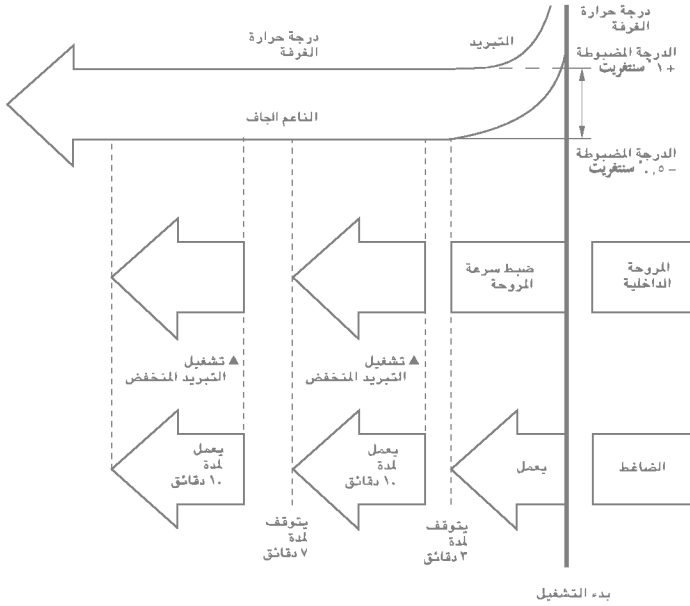 درجة حرارة
الغرفة
التبريد
درجة حرارة
الغرفة
الدرجة المضبوطة
+١° سنتغريت
الناعم الجاف
الدرجة المضبوطة
–٠,٥° سنتغريت
المروحة
الداخلية
ضبط سرعة
المروحة
▲ تشغيل
التبريد المنخفض
▲ تشغيل
التبريد المنخفض
الضاغط
يعمل
يعمل
لمدة
١٠ دقائق
يعمل
لمدة
١٠ دقائق
يتوقف
لمدة
٣ دقائق
يتوقف
لمدة
٧ دقائق
بدء التشغيل